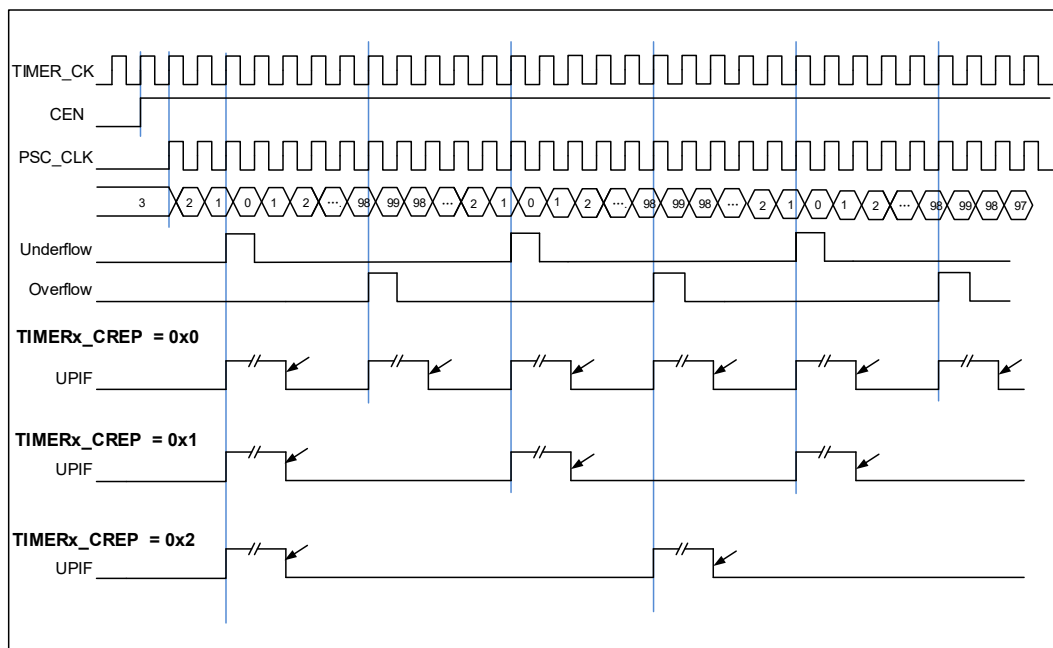 TIMER_CK
CEN
PSC_CLK
3 2 1 0 1 2 ... 98 99 98 ... 2 1 0 1 2 ... 98 99 98 ... 2 1 0 1 2 ... 98 99 98 97
Underflow
Overflow
TIMERx_CREP = 0x0
UPIF
TIMERx_CREP = 0x1
UPIF
TIMERx_CREP = 0x2
UPIF